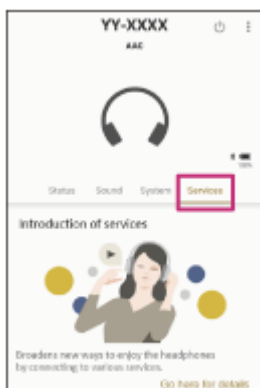 YY-XXXX
AAC
100%
Status Sound System Services
Introduction of services
Broadens new ways to enjoy the headphones
by connecting to various services.
Go here for details